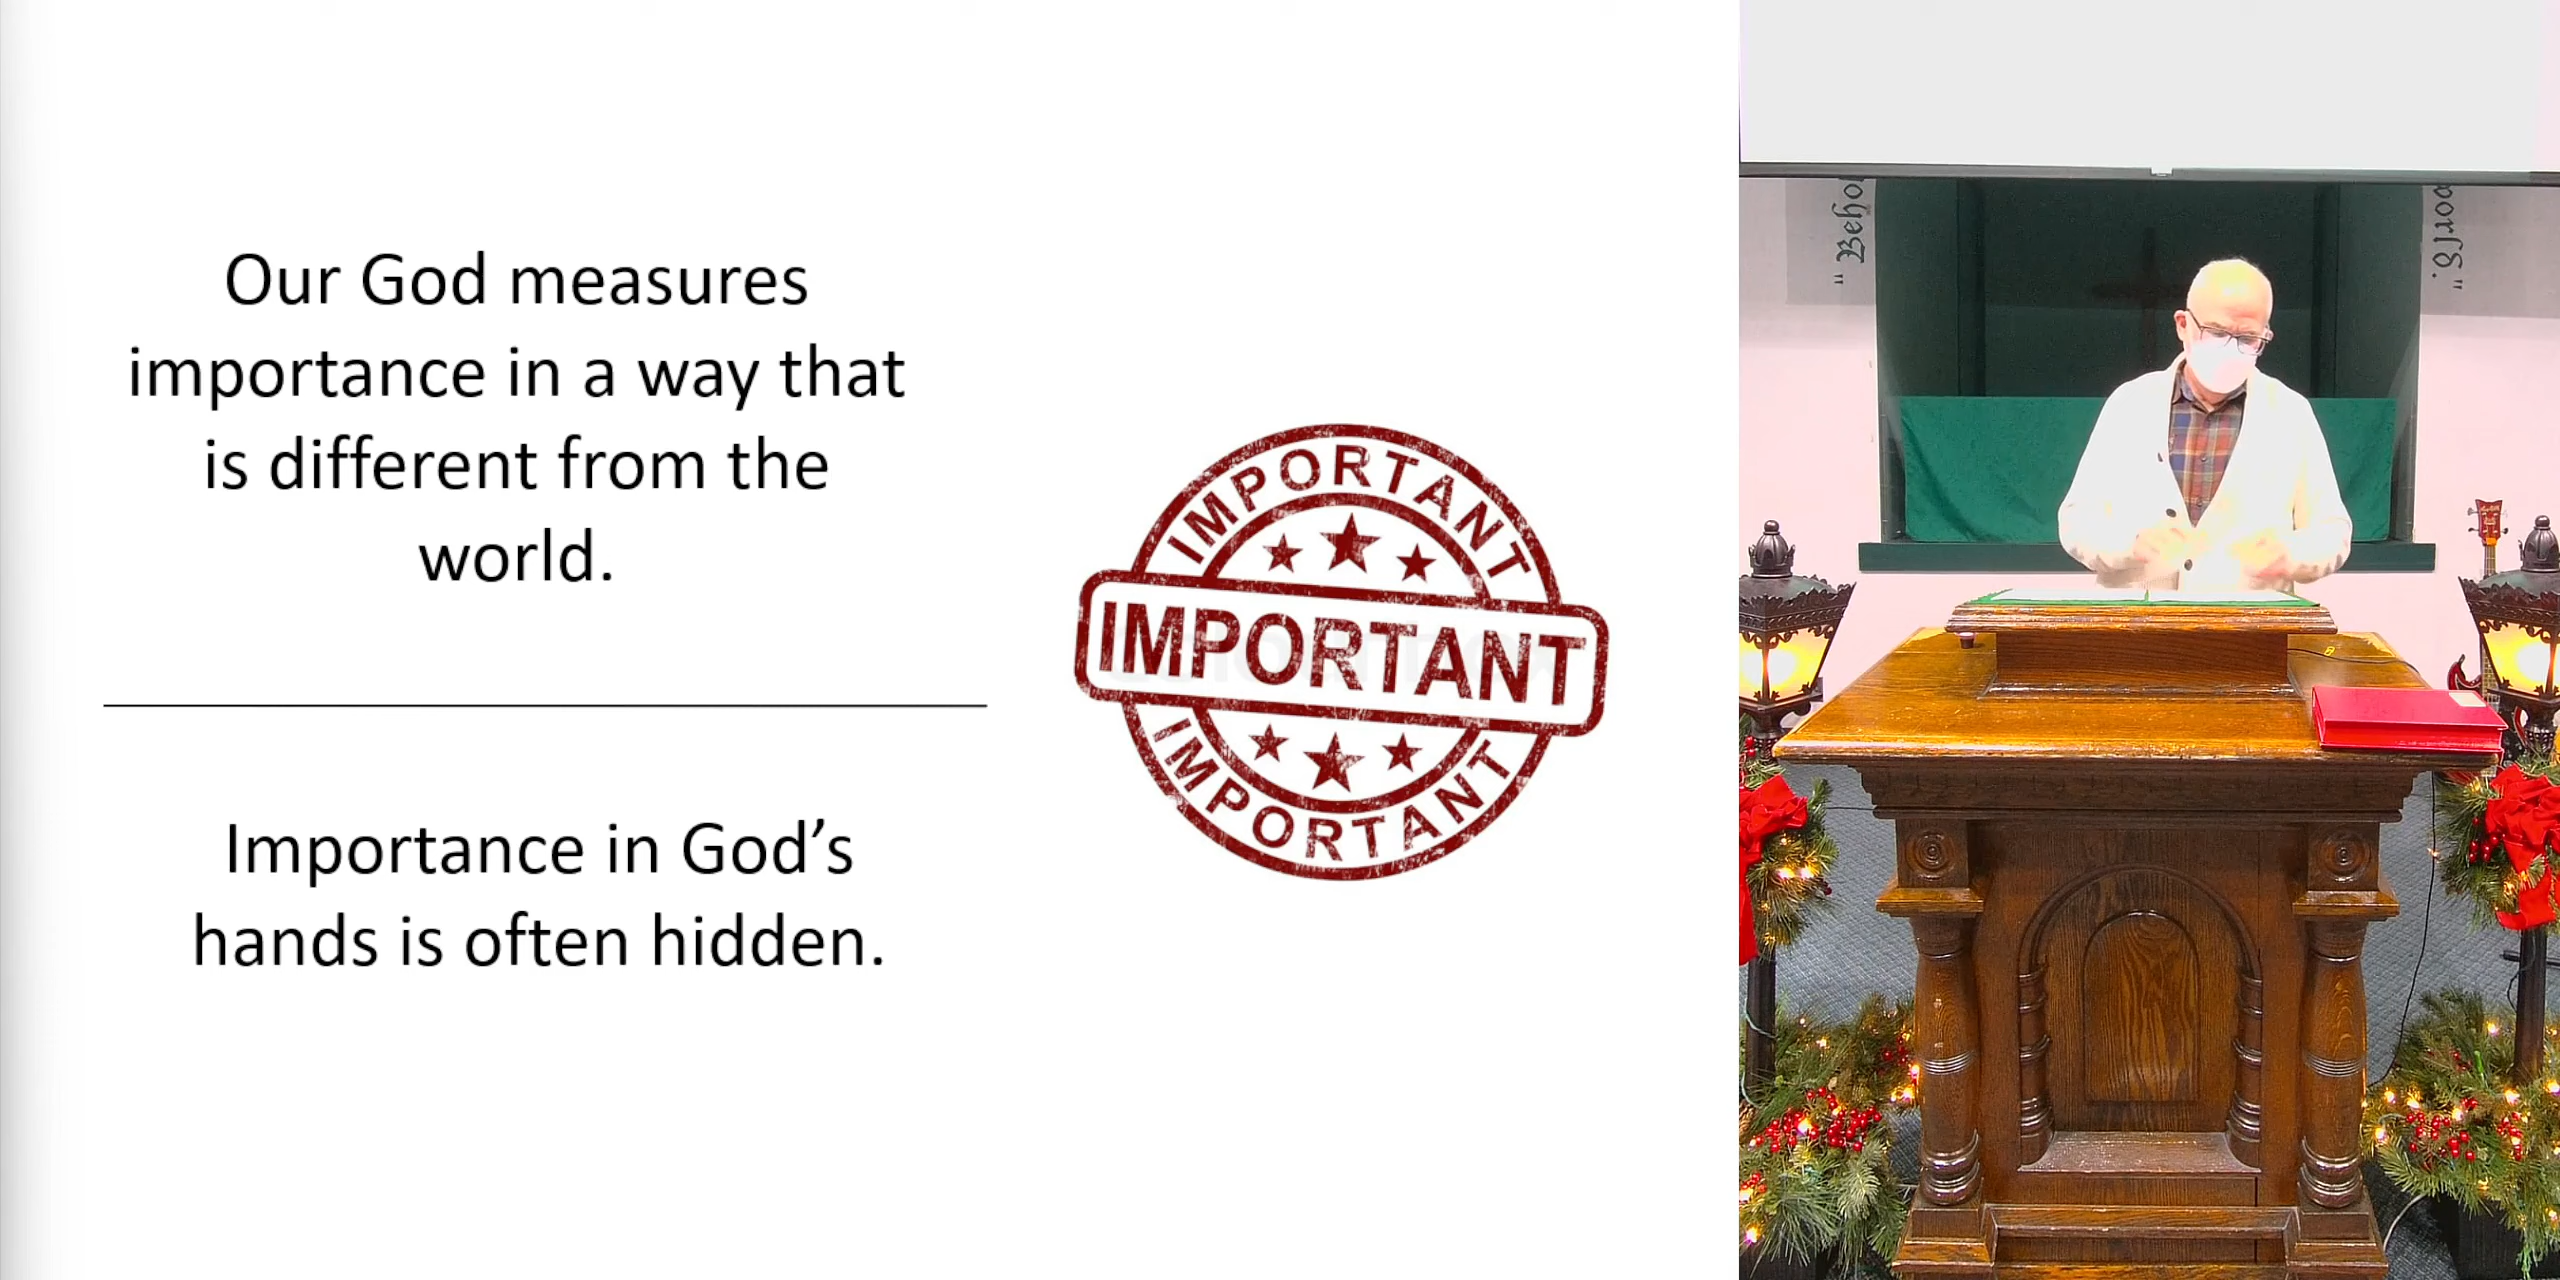 Our God measures
importance in a way that
is different from the
world.
Importance in God’s
hands is often hidden.
IMPORTANT
IMPORTANT
IMPORTANT
"Beho